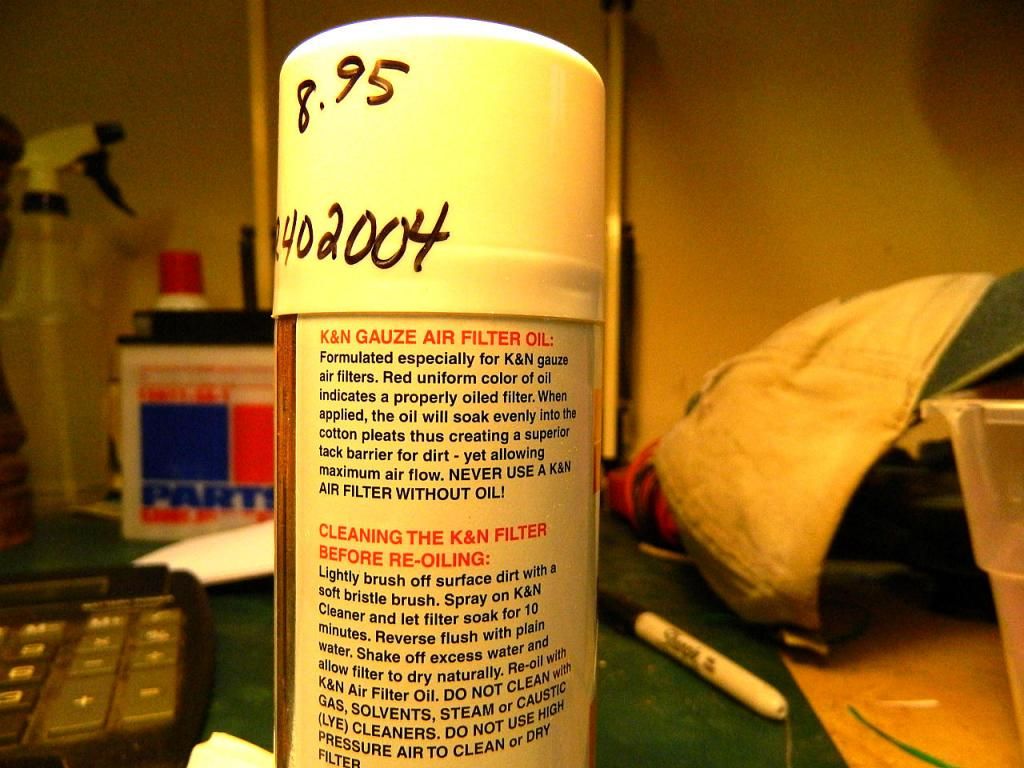 8.95
2402004
K&N GAUZE AIR FILTER OIL:
Formulated especially for K&N gauze
air filters. Red uniform color of oil
indicates a properly oiled filter. When
applied, the oil will soak evenly into the
cotton pleats thus creating a superior
tack barrier for dirt - yet allowing
maximum air flow. NEVER USE A K&N
AIR FILTER WITHOUT OIL!
CLEANING THE K&N FILTER
BEFORE RE-OILING:
Lightly brush off surface dirt with a
soft bristle brush. Spray on K&N
Cleaner and let filter soak for 10
minutes. Reverse flush with plain
water. Shake off excess water and
allow filter to dry naturally. Re-oil with
K&N Air Filter Oil. DO NOT CLEAN with
GAS, SOLVENTS, STEAM or CAUSTIC
(LYE) CLEANERS. DO NOT USE HIGH
PRESSURE AIR TO CLEAN or DRY
FILTER
PARTS